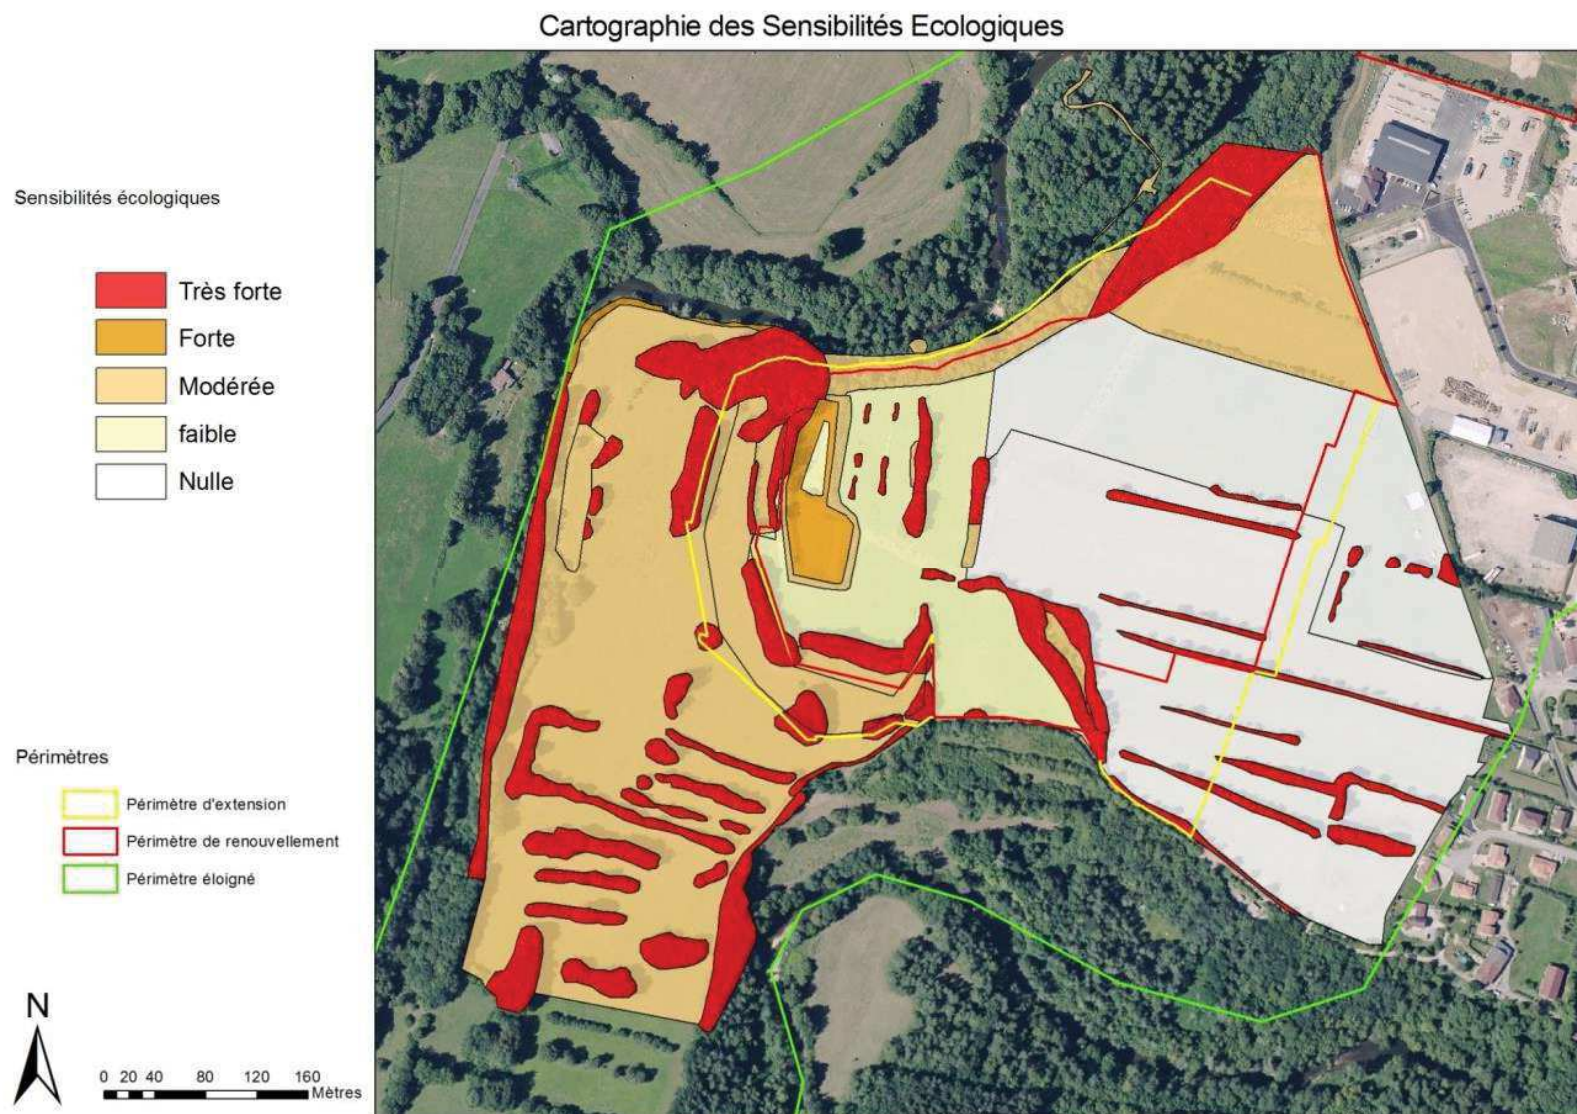 Cartographie des Sensibilités Ecologiques
Sensibilités écologiques
Très forte
Forte
Modérée
faible
Nulle
Périmètres
Périmètre d'extension
Périmètre de renouvellement
Périmètre éloigné
N
0 20 40 80 120 160
Mètres